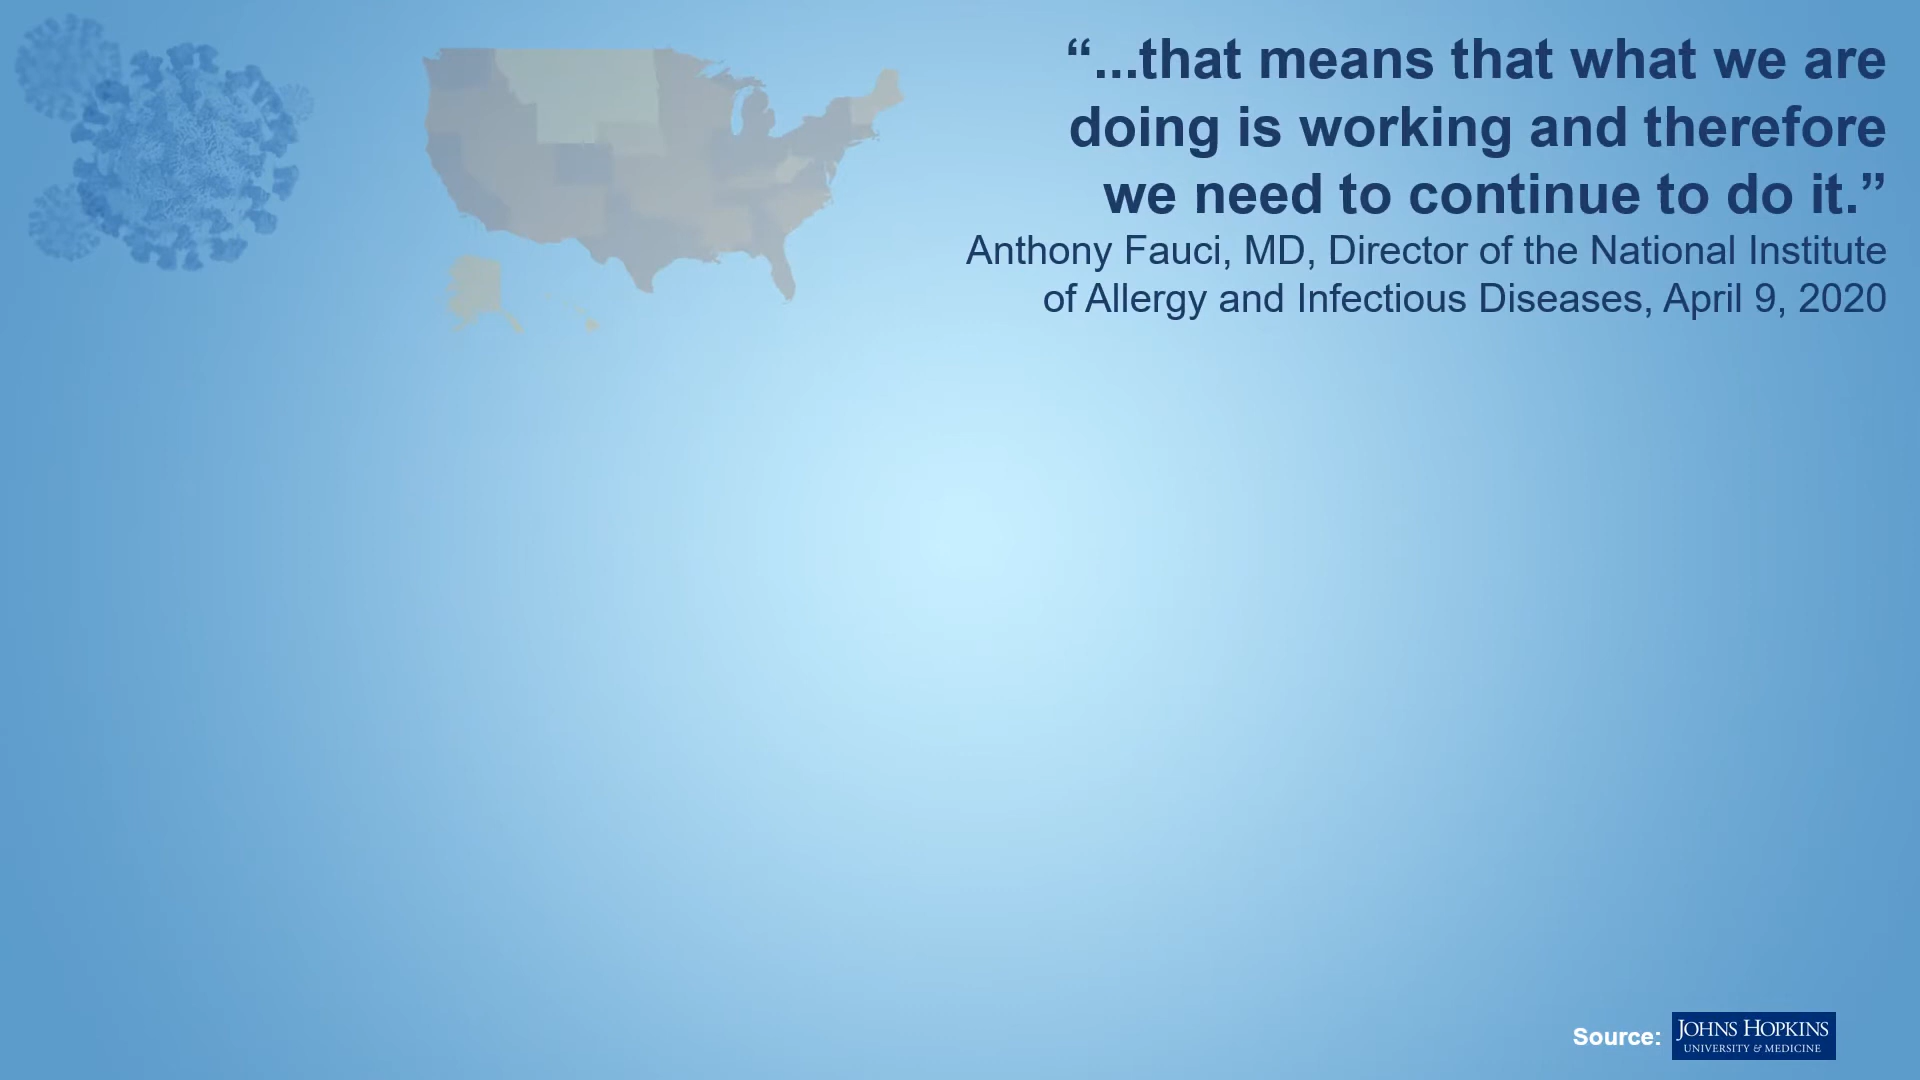 “...that means that what we are
doing is working and therefore
we need to continue to do it.”
Anthony Fauci, MD, Director of the National Institute
of Allergy and Infectious Diseases, April 9, 2020
Source:
JOHNS HOPKINS
UNIVERSITY & MEDICINE